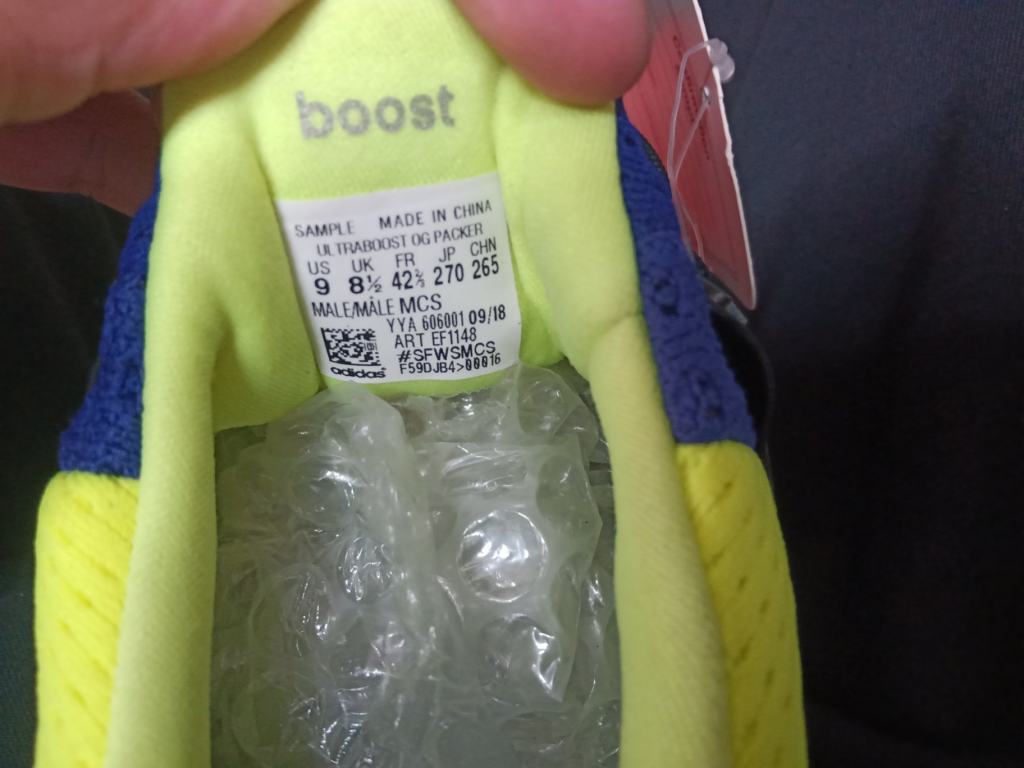 boost
SAMPLE MADE IN CHINA
ULTRABOOST OG PACKER
US UK FR JP CHN
9 8½ 42⅔ 270 265
MALE/MÂLE MCS
YYA 606001 09/18
ART EF1148
#SFWSMCS
adidas F59DJB4>00016